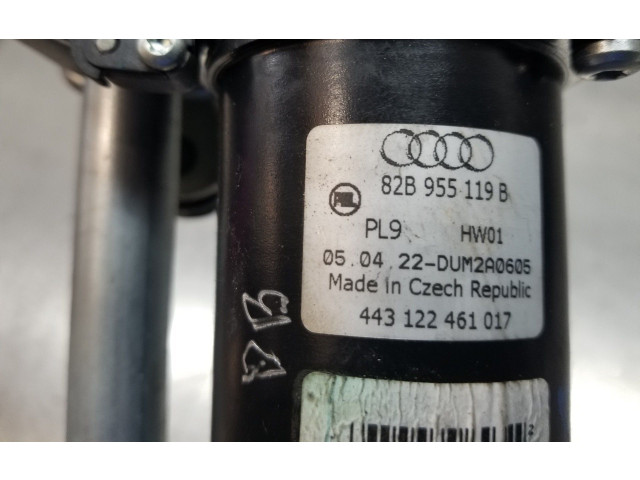 82B 955 119 B
PL9 HW01
05.04 22-DUM2A0605
Made in Czech Republic
443 122 461 017